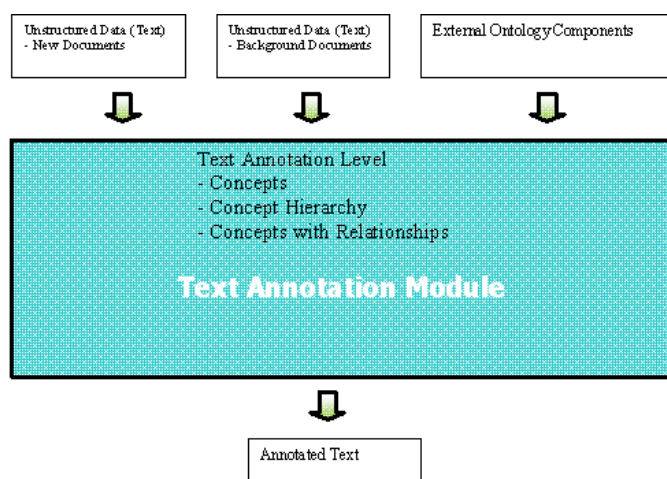 Unstructured Data (Text)
- New Documents
Unstructured Data (Text)
- Background Documents
External Ontology Components
Text Annotation Level
- Concepts
- Concept Hierarchy
- Concepts with Relationships
Text Annotation Module
Annotated Text